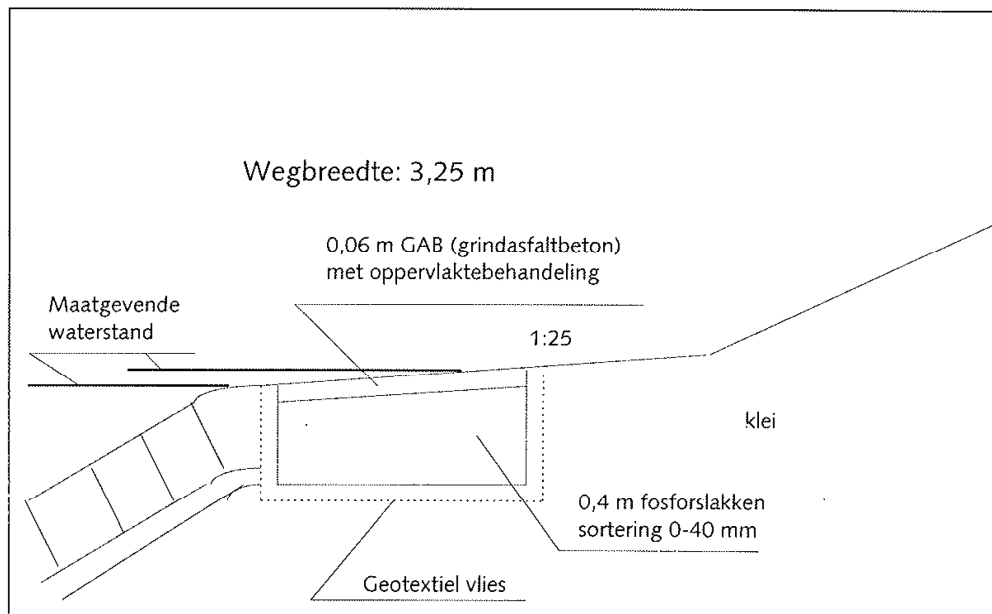 Wegbreedte: 3,25 m
0,06 m GAB (grindasfaltbeton)
met oppervlaktebehandeling
Maatgevende
waterstand
1:25
klei
0,4 m fosforslakken
sortering 0-40 mm
Geotextiel vlies